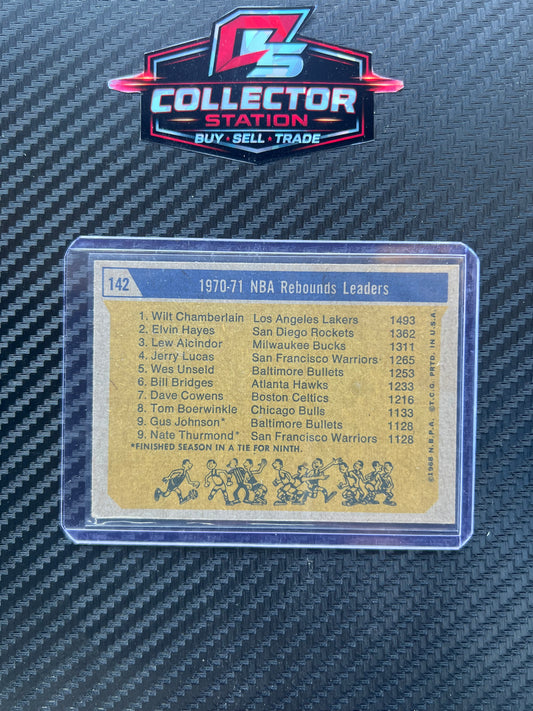 CS
COLLECTOR
STATION
BUY ★ SELL ★ TRADE
142 1970-71 NBA Rebounds Leaders
1. Wilt Chamberlain Los Angeles Lakers 1493
2. Elvin Hayes San Diego Rockets 1362
3. Lew Alcindor Milwaukee Bucks 1311
4. Jerry Lucas San Francisco Warriors 1265
5. Wes Unseld Baltimore Bullets 1253
6. Bill Bridges Atlanta Hawks 1233
7. Dave Cowens Boston Celtics 1216
8. Tom Boerwinkle Chicago Bulls 1133
9. Gus Johnson* Baltimore Bullets 1128
9. Nate Thurmond* San Francisco Warriors 1128
*FINISHED SEASON IN A TIE FOR NINTH.
©1968 N.B.P.A. ©T.C.G. PRTD. IN U.S.A.